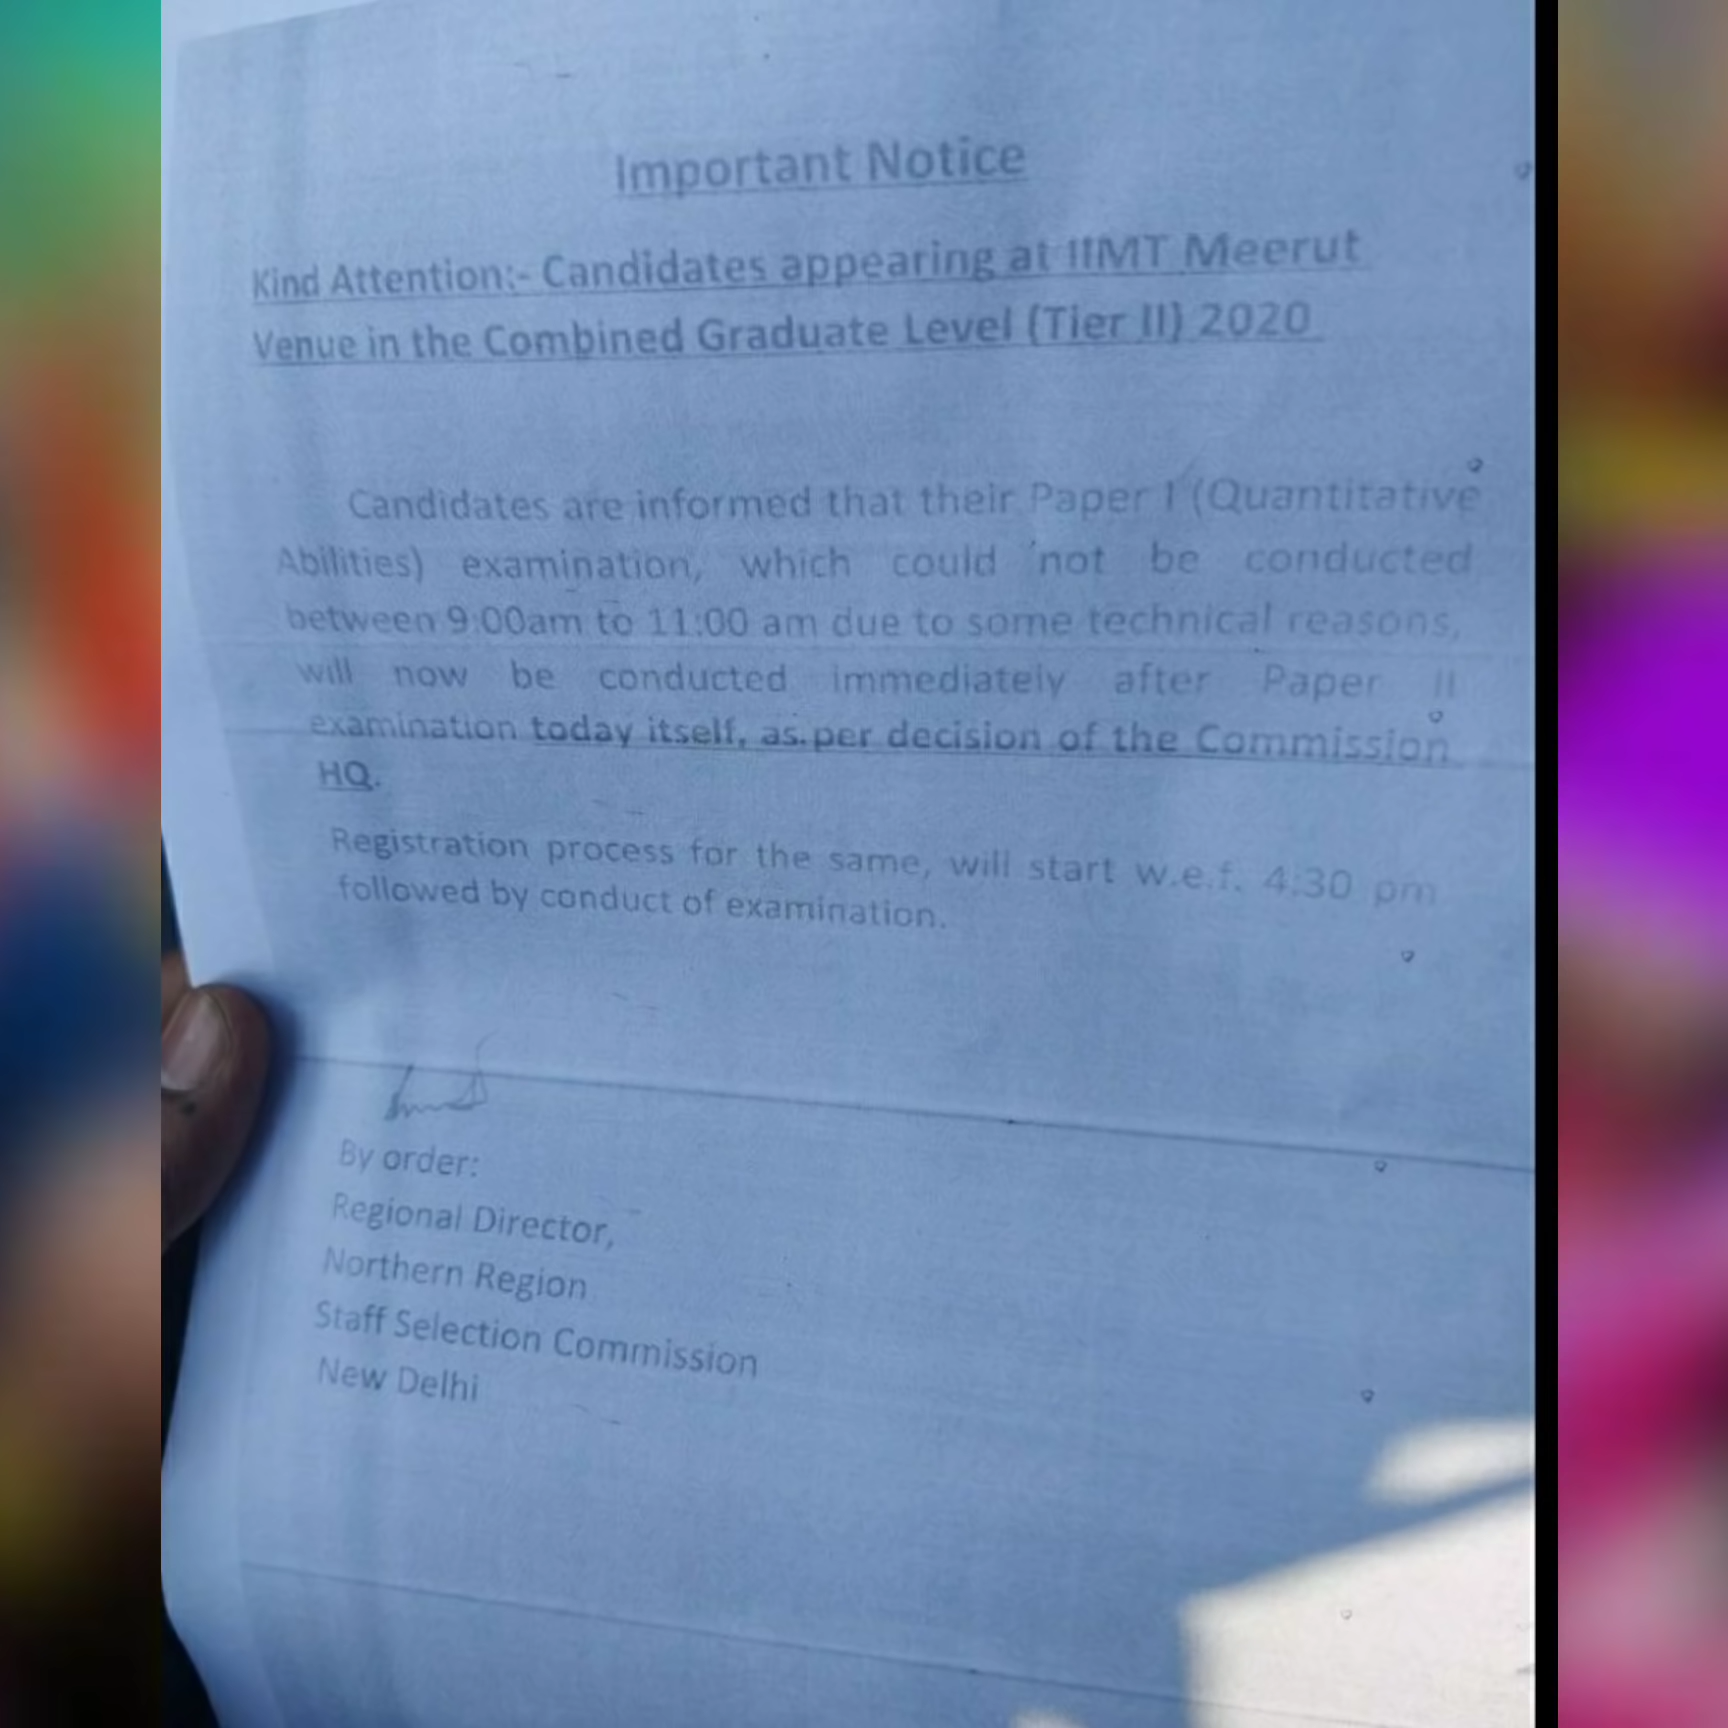 Important Notice
Kind Attention:- Candidates appearing at IIMT Meerut
Venue in the Combined Graduate Level (Tier II) 2020
Candidates are informed that their Paper I (Quantitative
Abilities) examination, which could not be conducted
between 9:00am to 11:00 am due to some technical reasons,
will now be conducted immediately after Paper II
examination today itself, as per decision of the Commission
HQ.
Registration process for the same, will start w.e.f. 4:30 pm
followed by conduct of examination.
By order:
Regional Director,
Northern Region
Staff Selection Commission
New Delhi